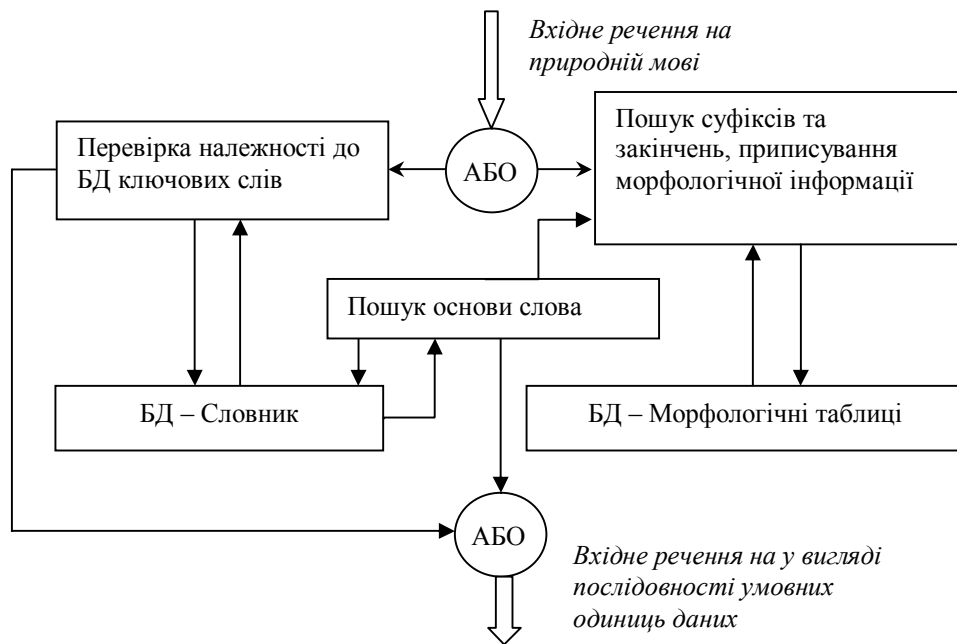 Вхідне речення на
природній мові
Перевірка належності до
БД ключових слів
АБО
Пошук суфіксів та
закінчень, приписування
морфологічної інформації
Пошук основи слова
БД – Словник
БД – Морфологічні таблиці
АБО
Вхідне речення на у вигляді
послідовності умовних
одиниць даних